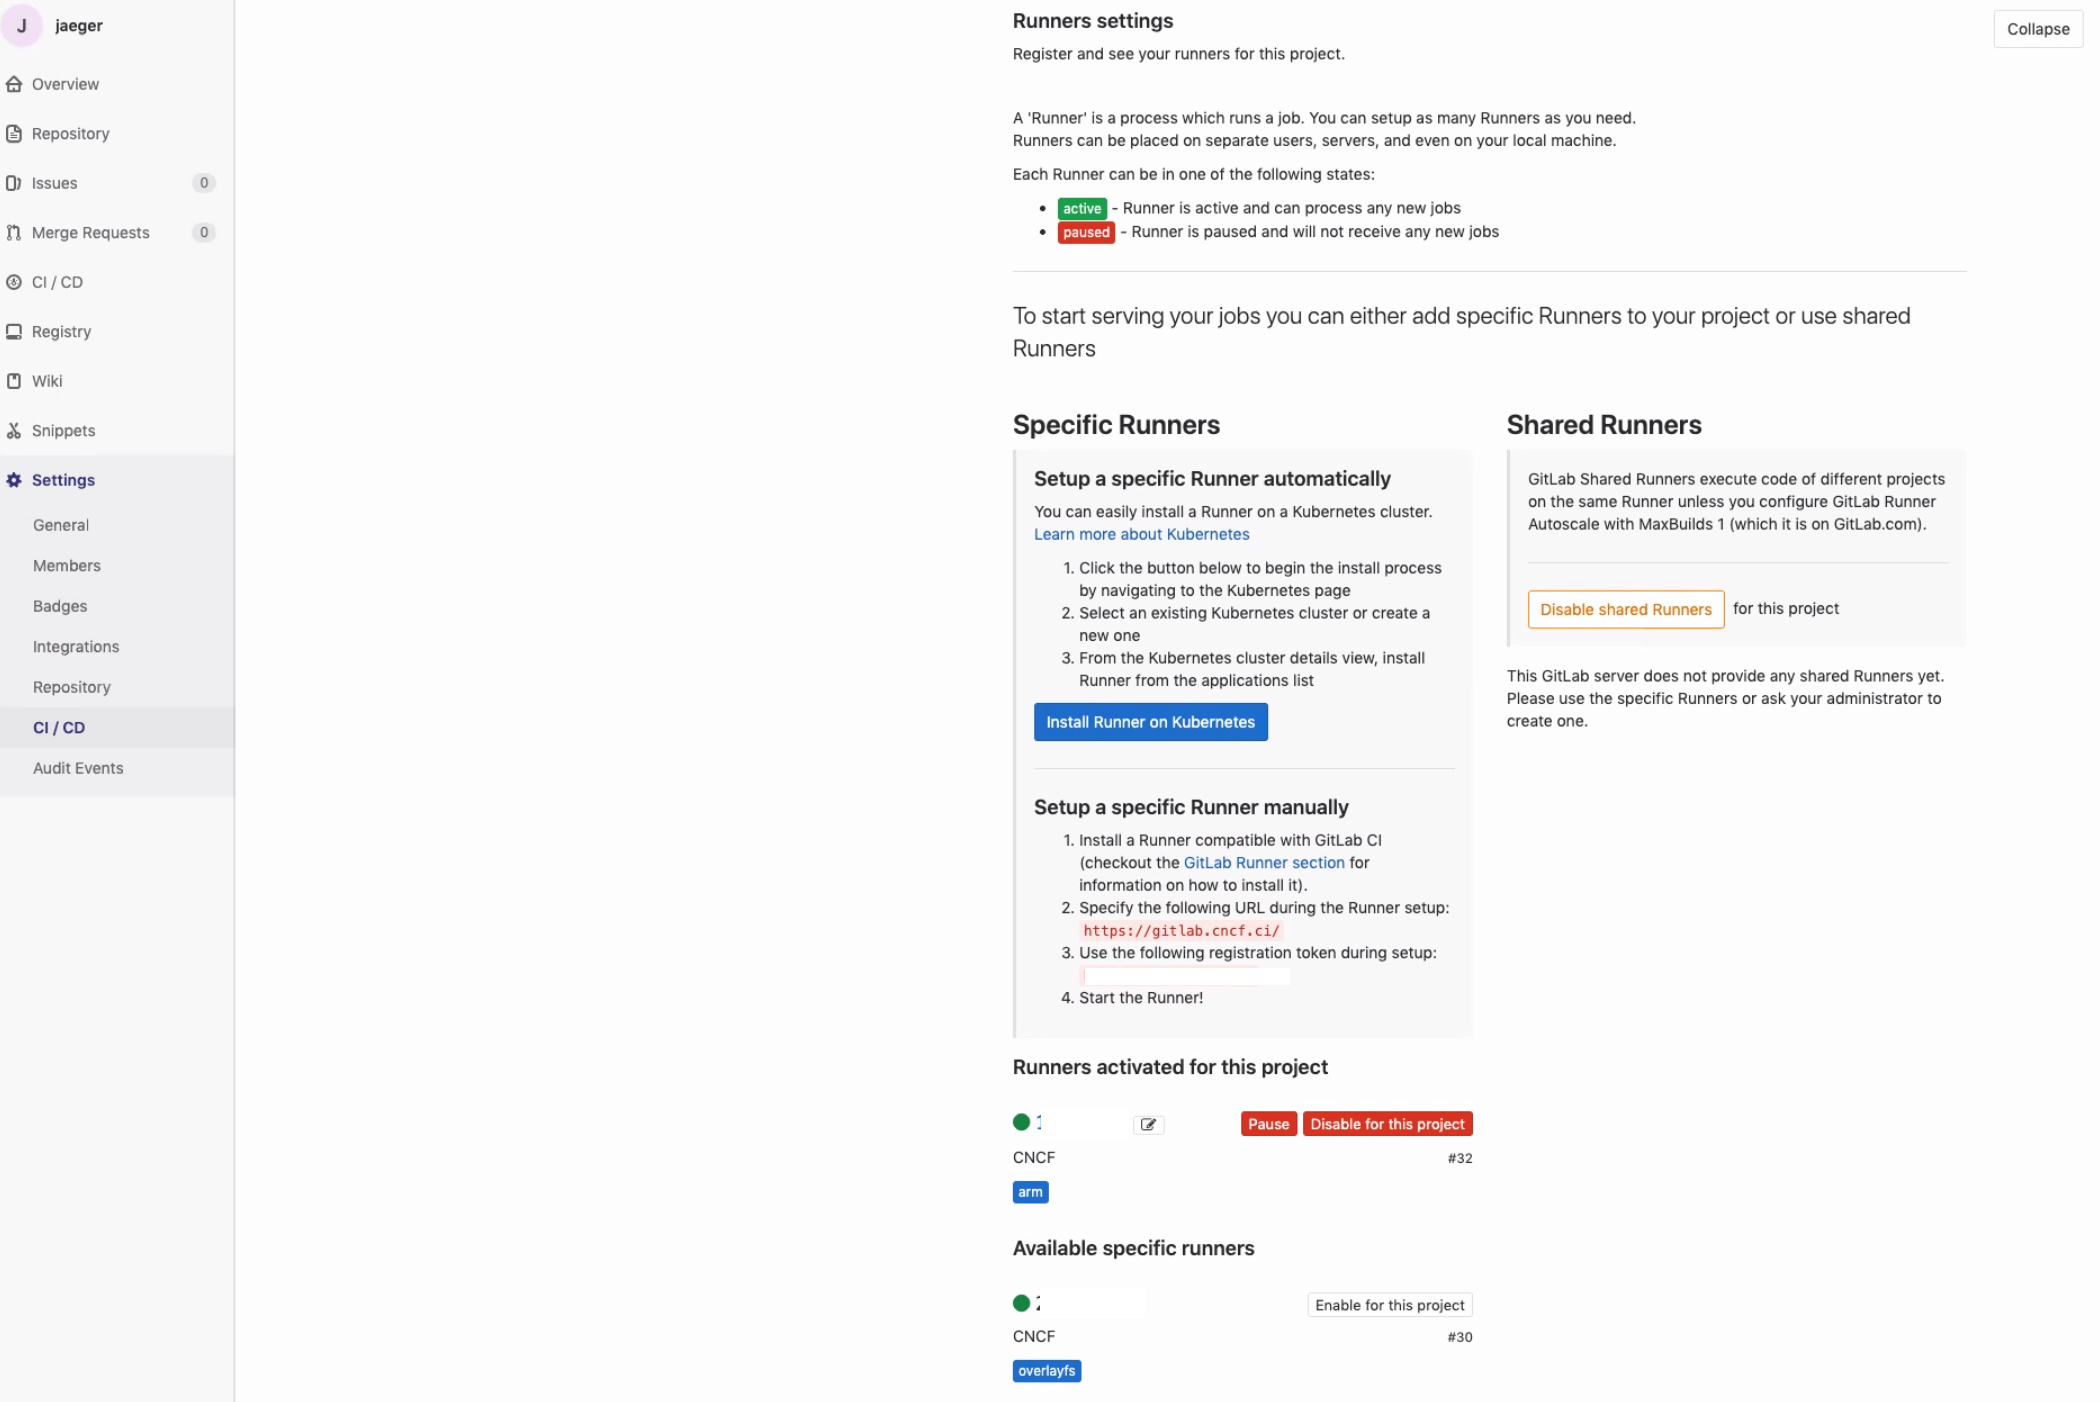 J jaeger
Overview
Repository
Issues 0
Merge Requests 0
CI / CD
Registry
Wiki
Snippets
Settings
General
Members
Badges
Integrations
Repository
CI / CD
Audit Events
Runners settings
Collapse
Register and see your runners for this project.
A 'Runner' is a process which runs a job. You can setup as many Runners as you need.
Runners can be placed on separate users, servers, and even on your local machine.
Each Runner can be in one of the following states:
• active - Runner is active and can process any new jobs
• paused - Runner is paused and will not receive any new jobs
To start serving your jobs you can either add specific Runners to your project or use shared
Runners
Specific Runners
Setup a specific Runner automatically
You can easily install a Runner on a Kubernetes cluster.
Learn more about Kubernetes
1. Click the button below to begin the install process
by navigating to the Kubernetes page
2. Select an existing Kubernetes cluster or create a
new one
3. From the Kubernetes cluster details view, install
Runner from the applications list
Install Runner on Kubernetes
Setup a specific Runner manually
1. Install a Runner compatible with GitLab CI
(checkout the GitLab Runner section for
information on how to install it).
2. Specify the following URL during the Runner setup:
https://gitlab.cncf.ci/
3. Use the following registration token during setup:
4. Start the Runner!
Runners activated for this project
Pause Disable for this project
CNCF #32
arm
Available specific runners
Enable for this project
CNCF #30
overlayfs
Shared Runners
GitLab Shared Runners execute code of different projects
on the same Runner unless you configure GitLab Runner
Autoscale with MaxBuilds 1 (which it is on GitLab.com).
Disable shared Runners for this project
This GitLab server does not provide any shared Runners yet.
Please use the specific Runners or ask your administrator to
create one.